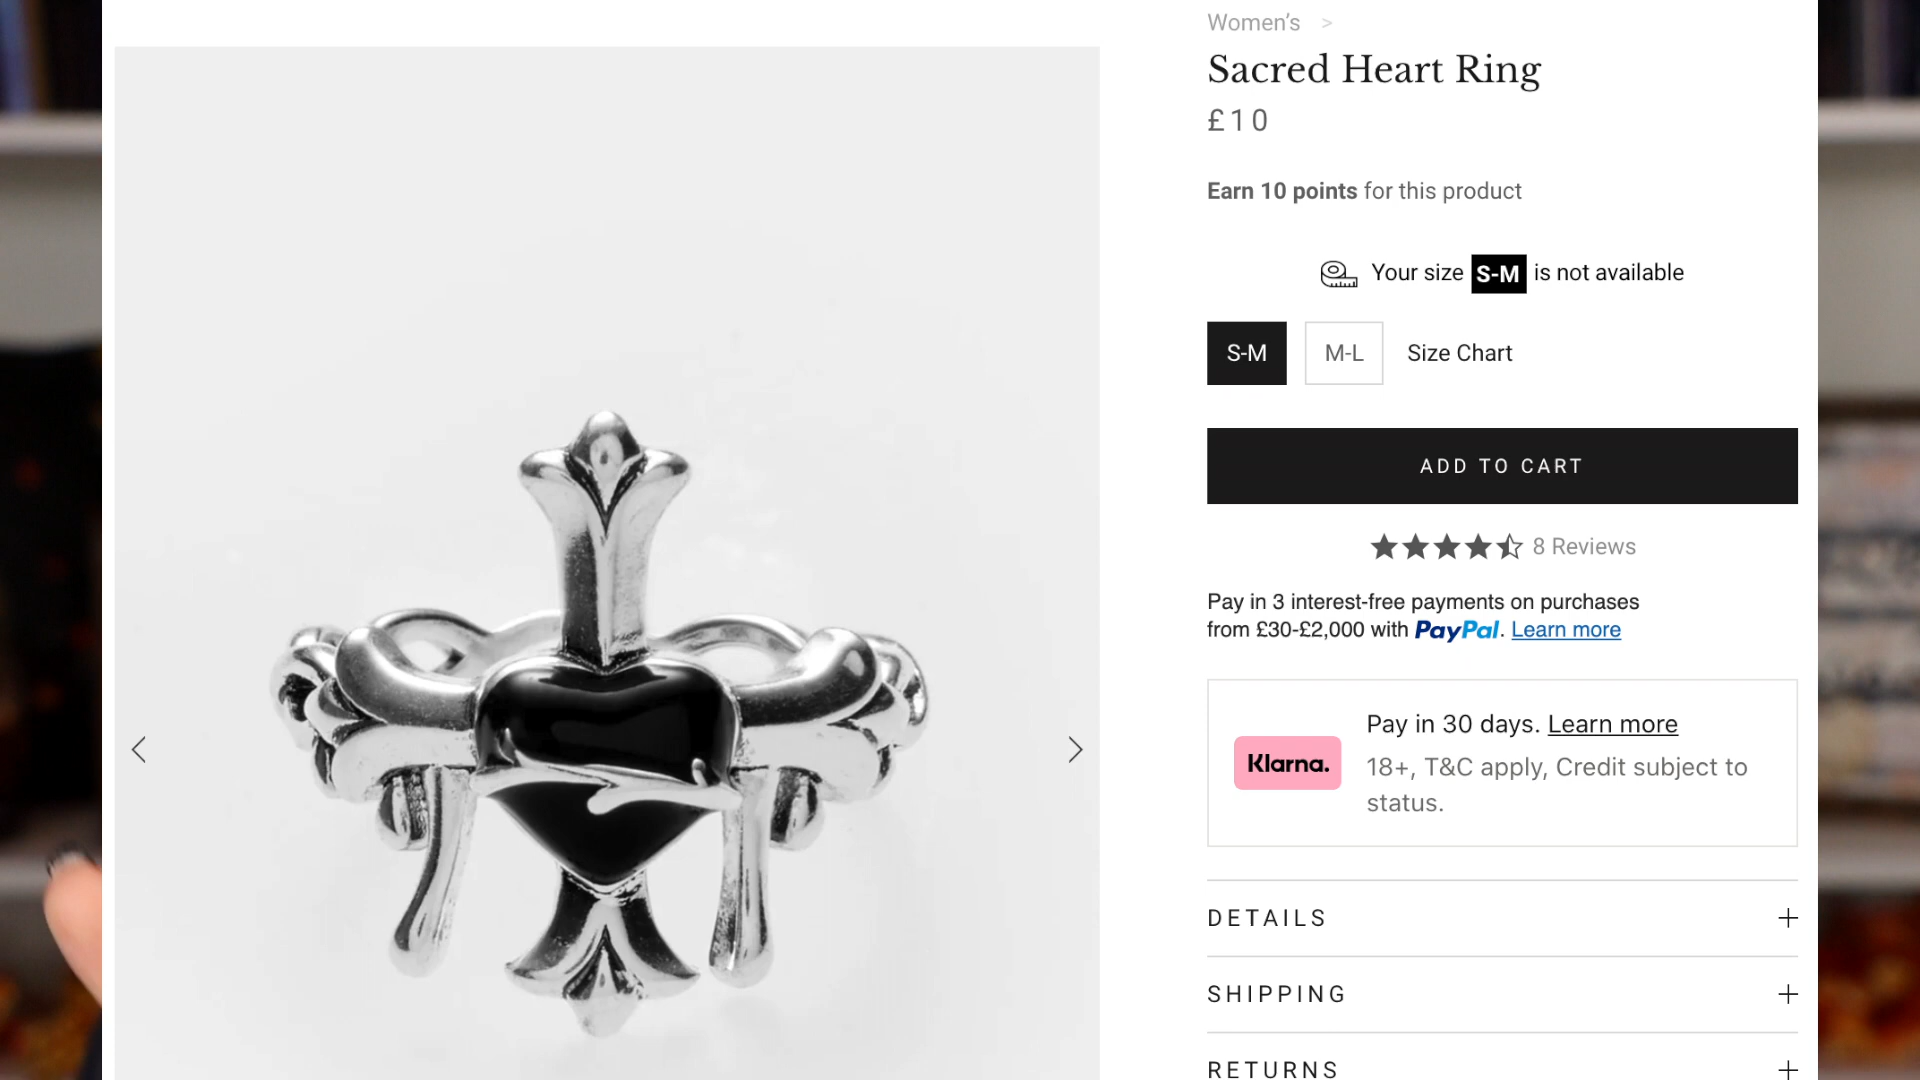 Women’s >
Sacred Heart Ring
£10
Earn 10 points for this product
Your size S-M is not available
S-M M-L Size Chart
ADD TO CART
8 Reviews
Pay in 3 interest-free payments on purchases
from £30-£2,000 with PayPal. Learn more
Klarna.
Pay in 30 days. Learn more
18+, T&C apply, Credit subject to
status.
DETAILS +
SHIPPING +
RETURNS +